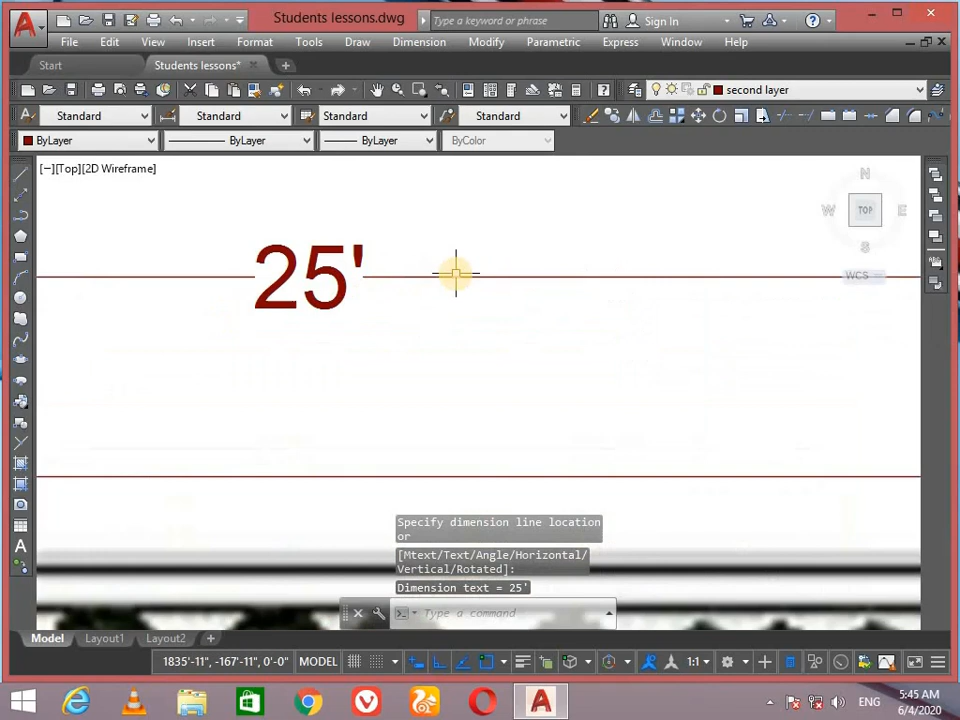 Students lessons.dwg
Type a keyword or phrase
Sign In
?
File Edit View Insert Format Tools Draw Dimension Modify Parametric Express Window Help
Start
Students lessons*
second layer
Standard Standard Standard Standard
ByLayer ByLayer ByLayer ByColor
[−][Top][2D Wireframe]
N
W TOP E
S
WCS
25'
Specify dimension line location
or
[Mtext/Text/Angle/Horizontal/
Vertical/Rotated]:
Dimension text = 25'
Type a command
Model Layout1 Layout2 +
1835'-11", -167'-11", 0'-0" MODEL 1:1
ENG
5:45 AM
6/4/2020